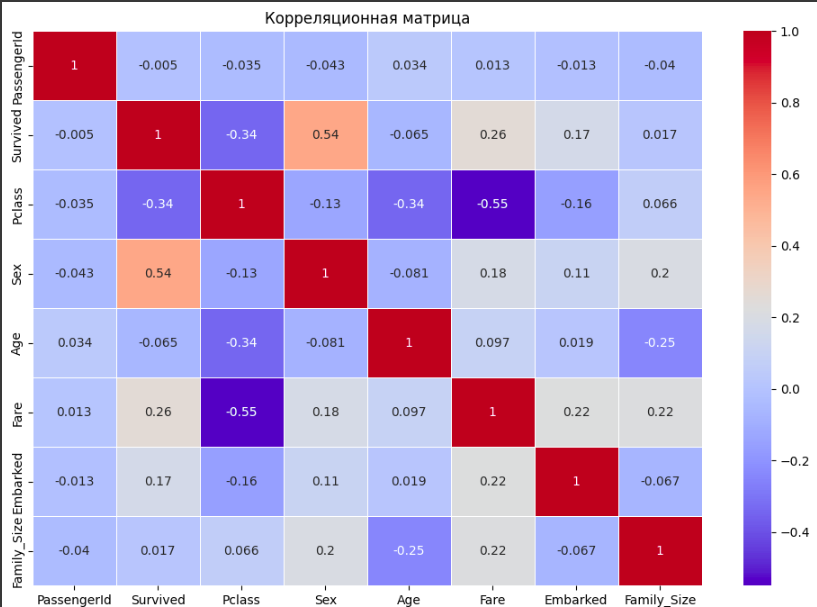 Корреляционная матрица
PassengerId 1 -0.005 -0.035 -0.043 0.034 0.013 -0.013 -0.04
Survived -0.005 1 -0.34 0.54 -0.065 0.26 0.17 0.017
Pclass -0.035 -0.34 1 -0.13 -0.34 -0.55 -0.16 0.066
Sex -0.043 0.54 -0.13 1 -0.081 0.18 0.11 0.2
Age 0.034 -0.065 -0.34 -0.081 1 0.097 0.019 -0.25
Fare 0.013 0.26 -0.55 0.18 0.097 1 0.22 0.22
Embarked -0.013 0.17 -0.16 0.11 0.019 0.22 1 -0.067
Family_Size -0.04 0.017 0.066 0.2 -0.25 0.22 -0.067 1
PassengerId Survived Pclass Sex Age Fare Embarked Family_Size
1.0
0.8
0.6
0.4
0.2
0.0
−0.2
−0.4